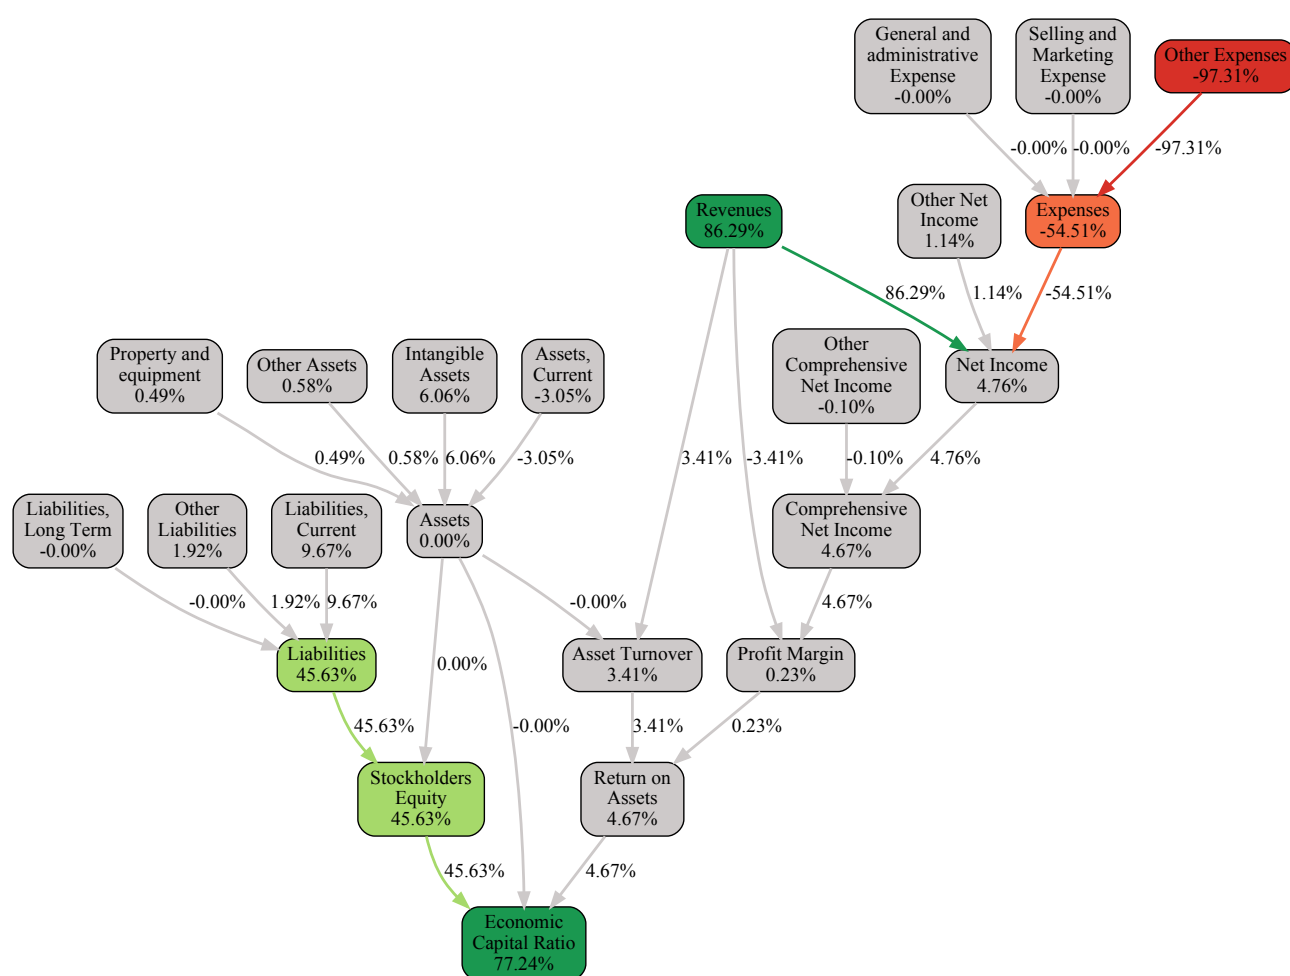 General and
administrative
Expense
-0.00%
Selling and
Marketing
Expense
-0.00%
Other Expenses
-97.31%
-0.00%
-0.00%
-97.31%
Revenues
86.29%
Other Net
Income
1.14%
Expenses
-54.51%
86.29%
1.14%
-54.51%
Property and
equipment
0.49%
Other Assets
0.58%
Intangible
Assets
6.06%
Assets,
Current
-3.05%
Other
Comprehensive
Net Income
-0.10%
Net Income
4.76%
0.49%
0.58%
6.06%
-3.05%
3.41%
-3.41%
-0.10%
4.76%
Liabilities,
Long Term
-0.00%
Other
Liabilities
1.92%
Liabilities,
Current
9.67%
Assets
0.00%
Comprehensive
Net Income
4.67%
-0.00%
1.92%
9.67%
-0.00%
4.67%
Liabilities
45.63%
0.00%
Asset Turnover
3.41%
Profit Margin
0.23%
45.63%
-0.00%
3.41%
0.23%
Stockholders
Equity
45.63%
Return on
Assets
4.67%
45.63%
4.67%
Economic
Capital Ratio
77.24%